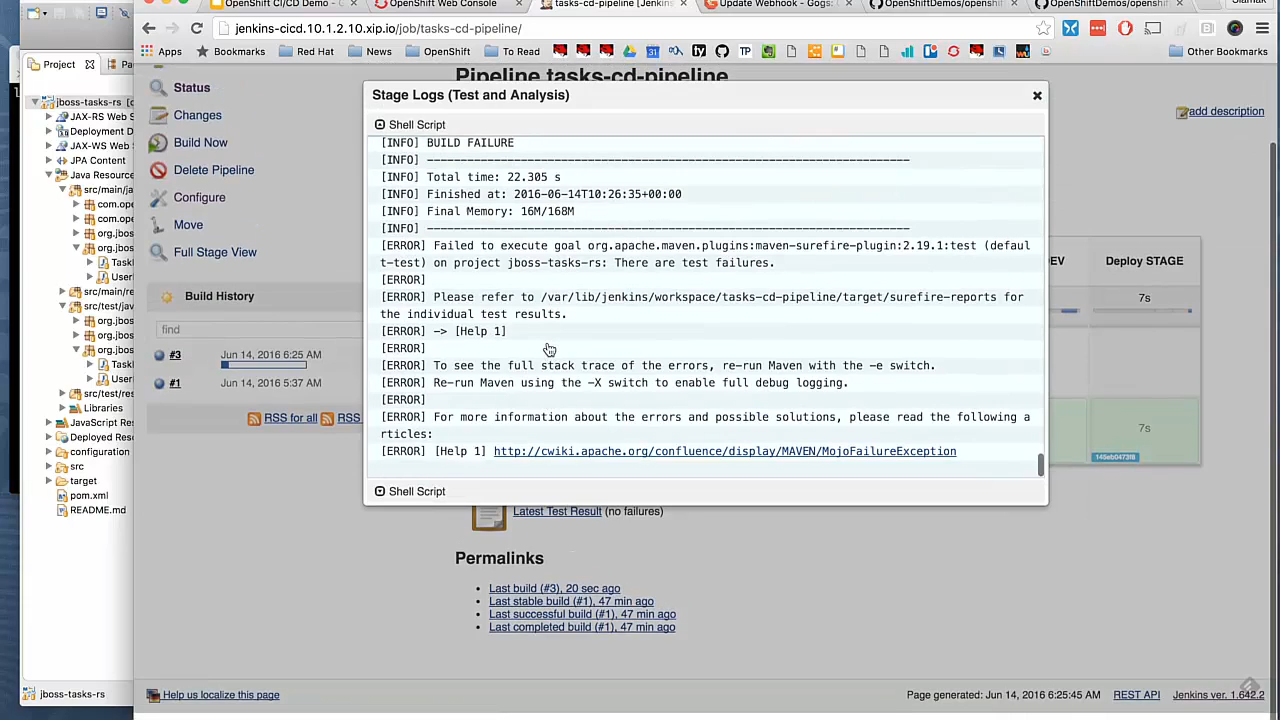 OpenShift CI/CD Demo - G
OpenShift Web Console
tasks-cd-pipeline [Jenkins
Update Webhook - Gogs:
OpenShiftDemos/openshif
OpenShiftDemos/openshif
Siamak
jenkins-cicd.10.1.2.10.xip.io/job/tasks-cd-pipeline/
Apps
Bookmarks
Red Hat
News
OpenShift
To Read
Other Bookmarks
Project
Pa
jboss-tasks-rs
JAX-RS Web S
Deployment D
JAX-WS Web S
JPA Content
Java Resource
src/main/ja
com.ope
com.ope
org.jbos
org.jbos
Task
User
src/main/re
src/test/jav
org.jbos
org.jbos
org.jbos
Task
User
src/test/res
Libraries
JavaScript Re
Deployed Res
configuration
src
target
pom.xml
README.md
jboss-tasks-rs
Status
Changes
Build Now
Delete Pipeline
Configure
Move
Full Stage View
Build History
find
#3 Jun 14, 2016 6:25 AM
#1 Jun 14, 2016 5:37 AM
RSS for all RSS
Pipeline tasks-cd-pipeline
add description
Stage Logs (Test and Analysis)
Shell Script
[INFO] BUILD FAILURE
[INFO] ------------------------------------------------------------------------
[INFO] Total time: 22.305 s
[INFO] Finished at: 2016-06-14T10:26:35+00:00
[INFO] Final Memory: 16M/168M
[INFO] ------------------------------------------------------------------------
[ERROR] Failed to execute goal org.apache.maven.plugins:maven-surefire-plugin:2.19.1:test (defaul
t-test) on project jboss-tasks-rs: There are test failures.
[ERROR]
[ERROR] Please refer to /var/lib/jenkins/workspace/tasks-cd-pipeline/target/surefire-reports for
the individual test results.
[ERROR] -> [Help 1]
[ERROR]
[ERROR] To see the full stack trace of the errors, re-run Maven with the -e switch.
[ERROR] Re-run Maven using the -X switch to enable full debug logging.
[ERROR]
[ERROR] For more information about the errors and possible solutions, please read the following a
rticles:
[ERROR] [Help 1] http://cwiki.apache.org/confluence/display/MAVEN/MojoFailureException
Shell Script
EV
Deploy STAGE
7s
7s
145eb0473f8
Latest Test Result (no failures)
Permalinks
Last build (#3), 20 sec ago
Last stable build (#1), 47 min ago
Last successful build (#1), 47 min ago
Last completed build (#1), 47 min ago
Help us localize this page
Page generated: Jun 14, 2016 6:25:45 AM
REST API
Jenkins ver. 1.642.2